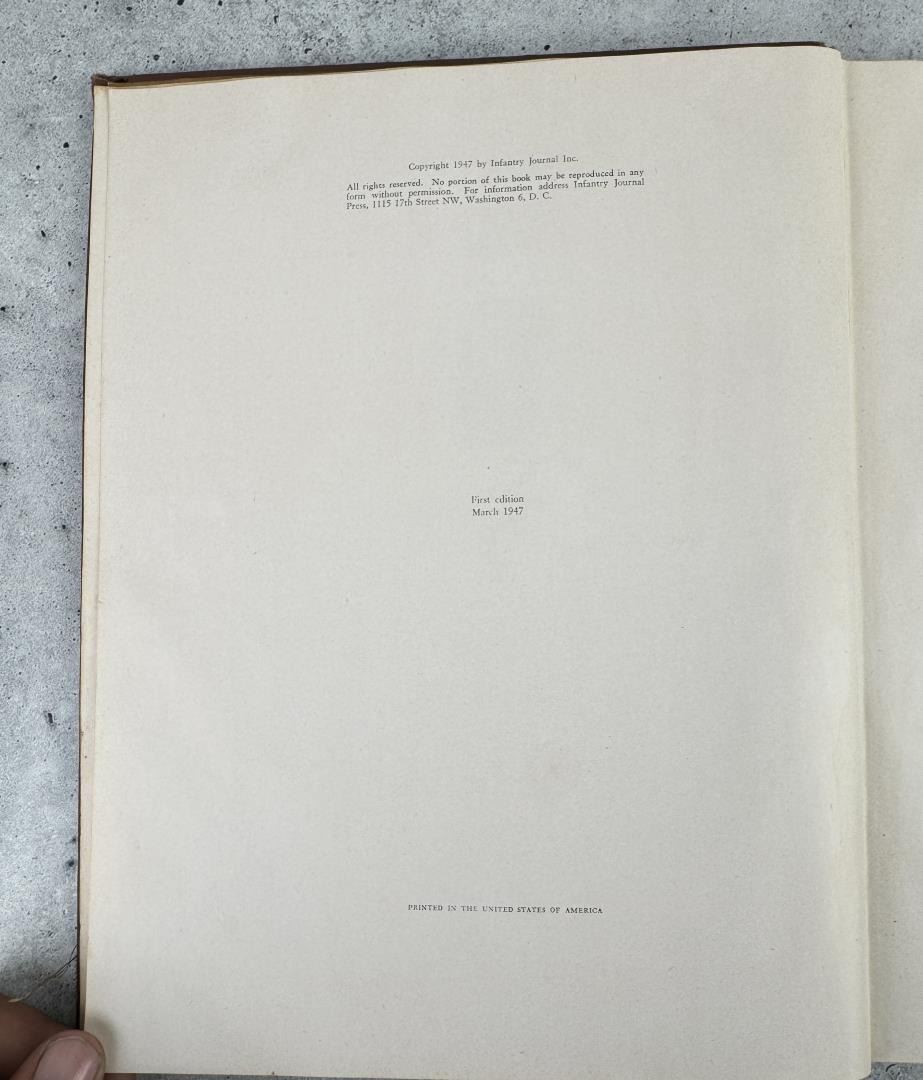 Copyright 1947 by Infantry Journal Inc.
All rights reserved. No portion of this book may be reproduced in any
form without permission. For information address Infantry Journal
Press, 1115 17th Street NW, Washington 6, D. C.
First edition
March 1947
PRINTED IN THE UNITED STATES OF AMERICA